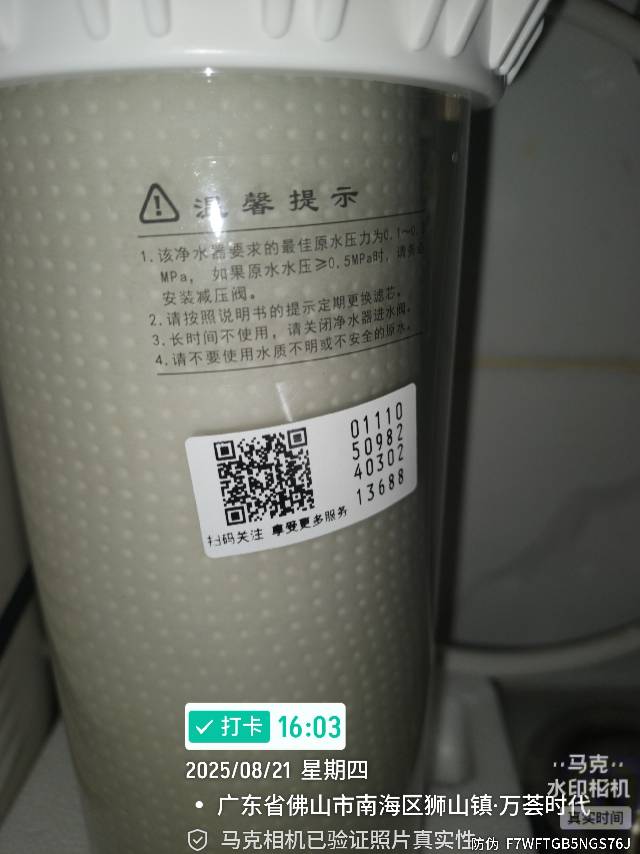 温馨提示
1.该净水器要求的最佳原水压力为0.1~0.
MPa，如果原水水压≥0.5MPa时，请务必
安装减压阀。
2.请按照说明书的提示定期更换滤芯。
3.长时间不使用，请关闭净水器进水阀。
4.请不要使用水质不明或不安全的原水。
01110
50982
40302
13688
扫码关注 享受更多服务
打卡 16:03
2025/08/21 星期四
广东省佛山市南海区狮山镇·万荟时代
马克相机已验证照片真实性
马克
水印相机
真实时间
防伪 F7WFTGB5NGS76J